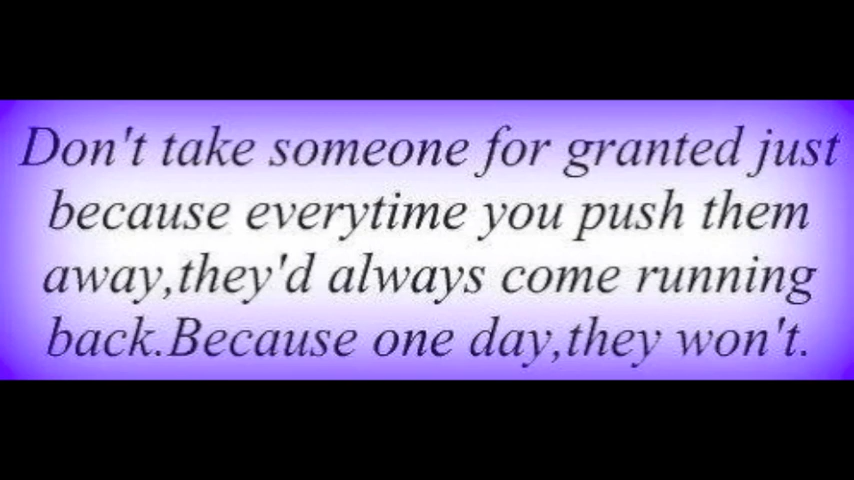 Don't take someone for granted just
because everytime you push them
away,they'd always come running
back.Because one day,they won't.